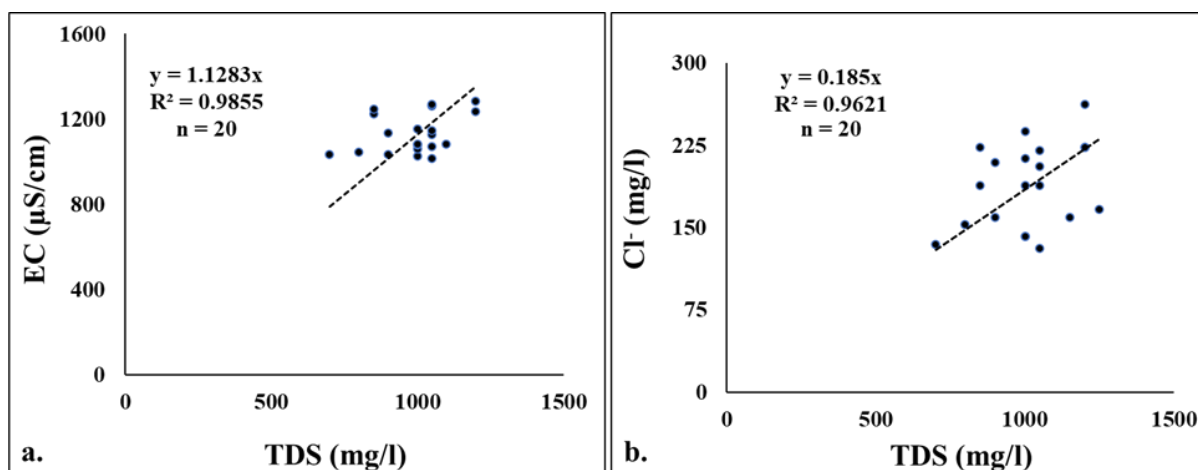 1600
1200
800
400
0
EC (μS/cm)
y = 1.1283x
R² = 0.9855
n = 20
0 500 1000 1500
TDS (mg/l)
a.
300
225
150
75
0
Cl⁻ (mg/l)
y = 0.185x
R² = 0.9621
n = 20
0 500 1000 1500
TDS (mg/l)
b.